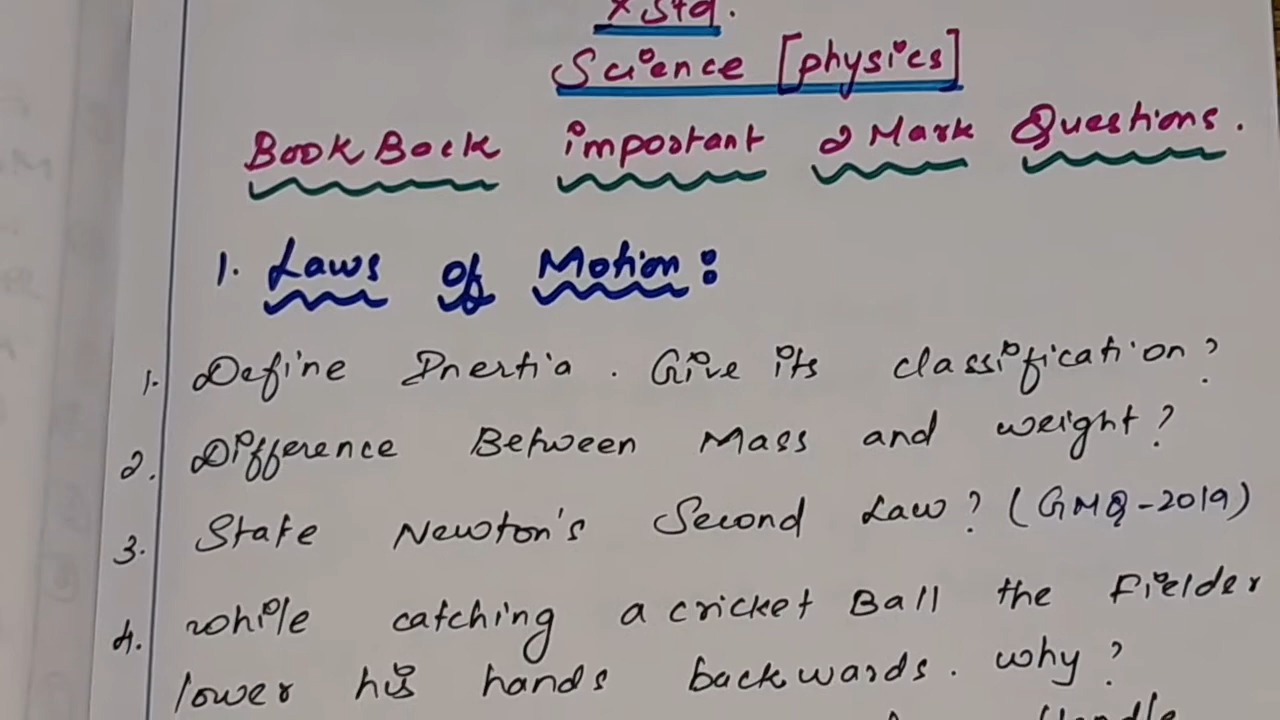 X Std.
Science [physics]
Book Back important 2 Mark Questions.
1. Laws of Motion:
1. Define Inertia. Give its classification?
2. Difference Between Mass and weight?
3. State Newton's Second Law? (GMQ-2019)
4. while catching a cricket Ball the Fielder
lower his hands backwards. why?
Handle